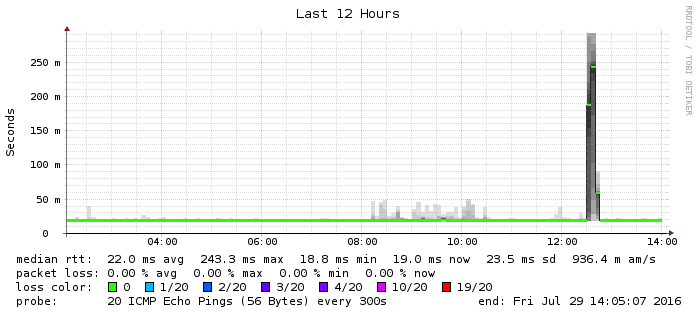 Last 12 Hours
RRDTOOL / TOBI OETIKER
Seconds
250 m
200 m
150 m
100 m
50 m
0
04:00 06:00 08:00 10:00 12:00 14:00
median rtt: 22.0 ms avg 243.3 ms max 18.8 ms min 19.0 ms now 23.5 ms sd 936.4 m am/s
packet loss: 0.00 % avg 0.00 % max 0.00 % min 0.00 % now
loss color: 0 1/20 2/20 3/20 4/20 10/20 19/20
probe: 20 ICMP Echo Pings (56 Bytes) every 300s end: Fri Jul 29 14:05:07 2016